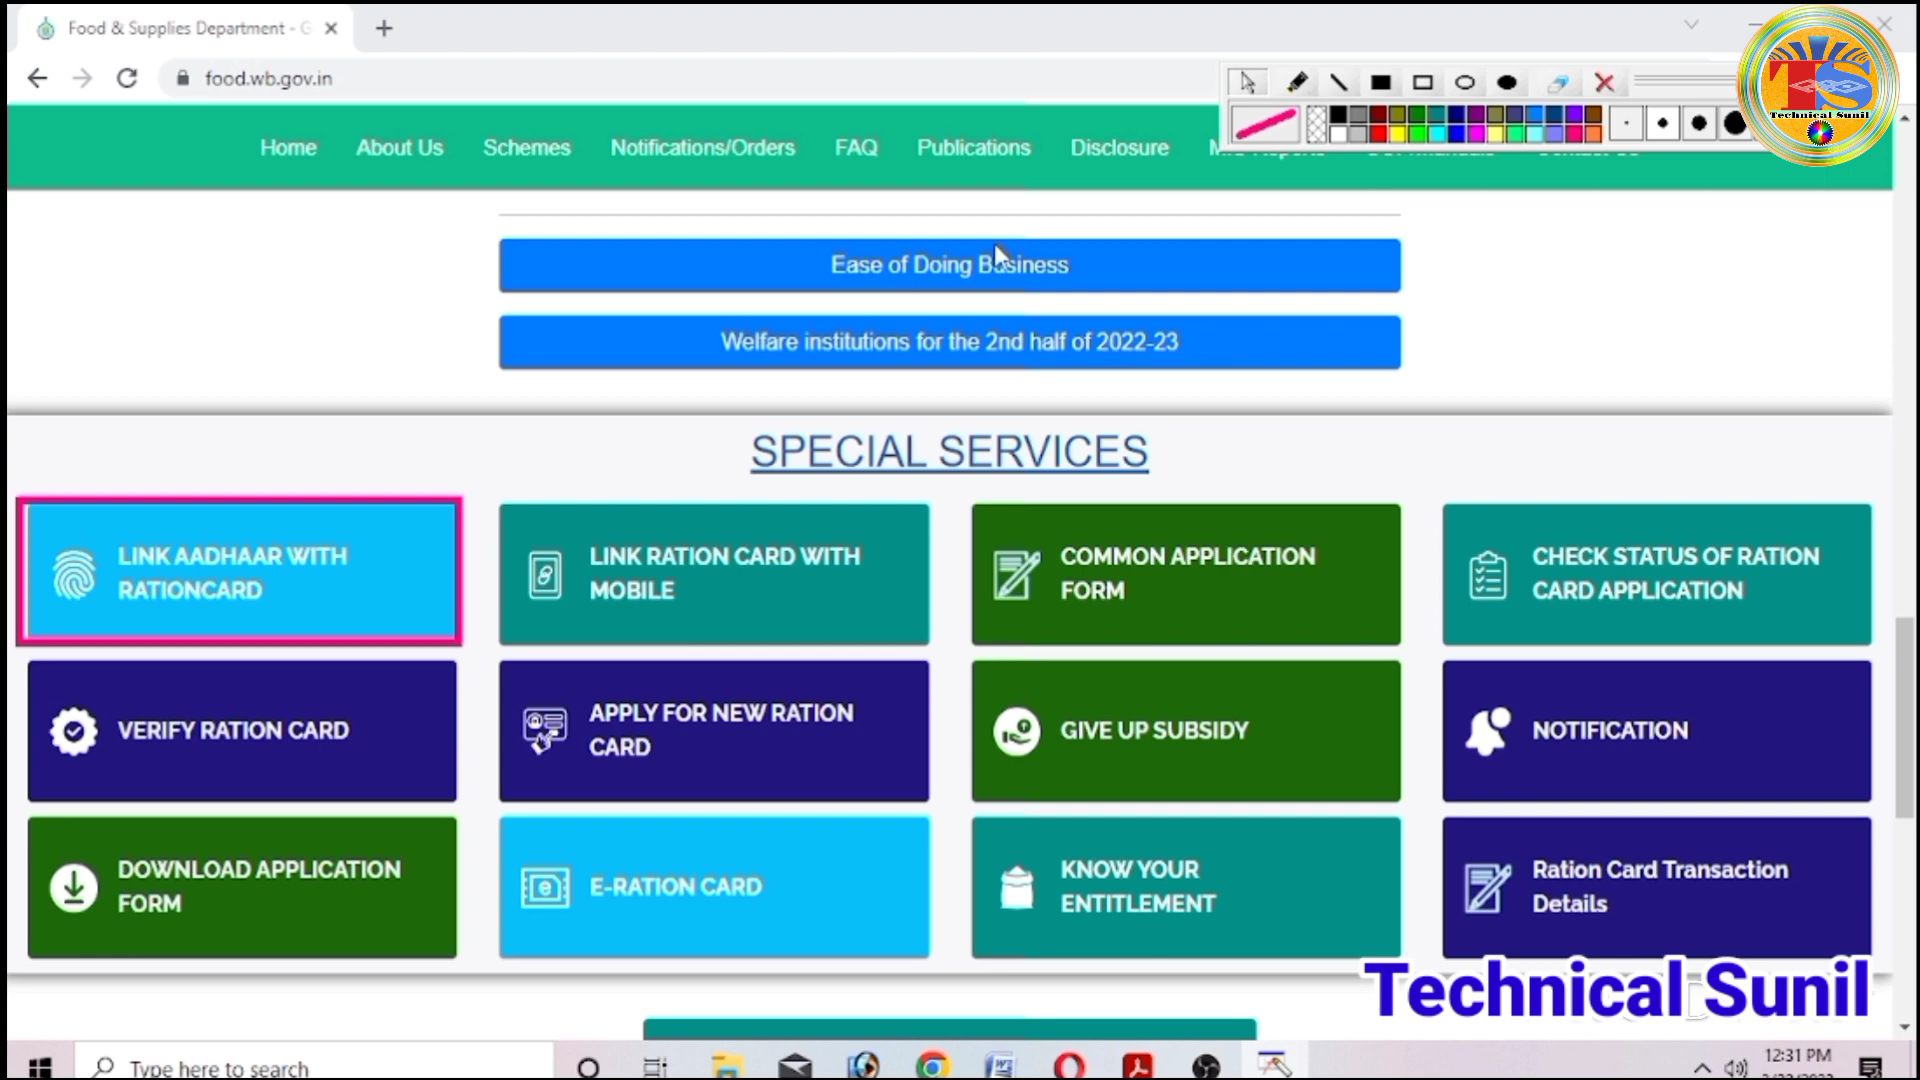 Food & Supplies Department - G
food.wb.gov.in
TS
Technical Sunil
Home About Us Schemes Notifications/Orders FAQ Publications Disclosure
Ease of Doing Business
Welfare institutions for the 2nd half of 2022-23
SPECIAL SERVICES
LINK AADHAAR WITH
RATIONCARD
LINK RATION CARD WITH
MOBILE
COMMON APPLICATION
FORM
CHECK STATUS OF RATION
CARD APPLICATION
VERIFY RATION CARD
APPLY FOR NEW RATION
CARD
GIVE UP SUBSIDY
NOTIFICATION
DOWNLOAD APPLICATION
FORM
E-RATION CARD
KNOW YOUR
ENTITLEMENT
Ration Card Transaction
Details
Technical Sunil
Type here to search
12:31 PM